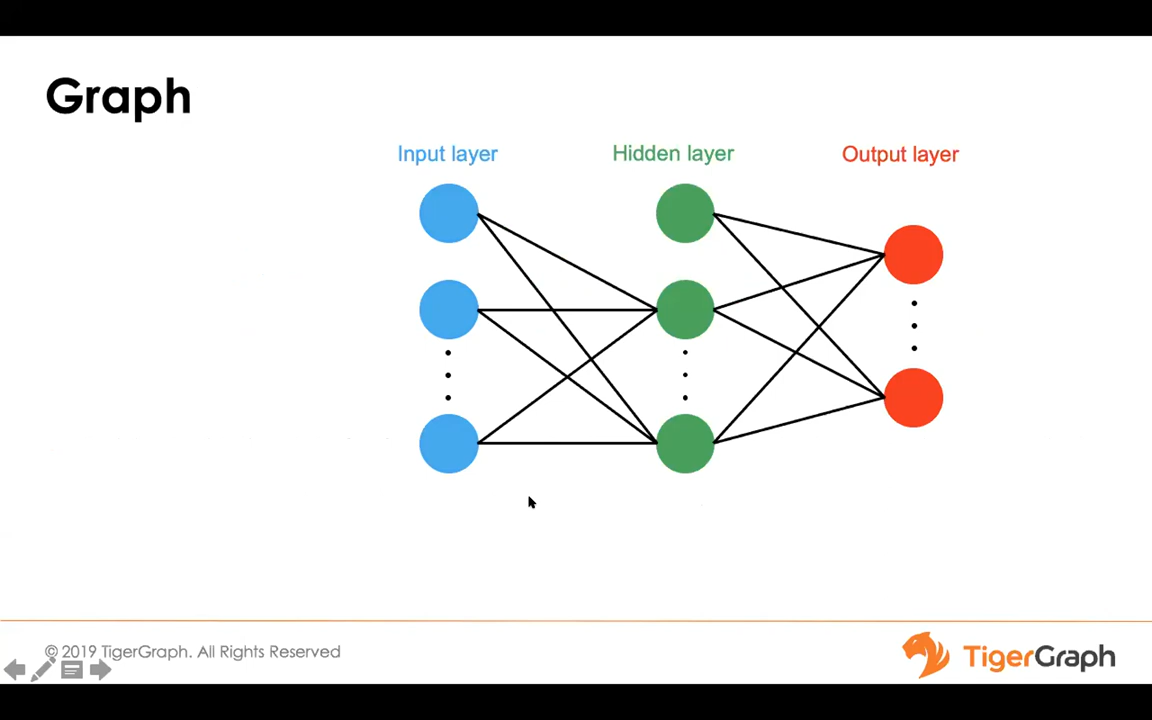 Graph
Input layer
Hidden layer
Output layer
© 2019 TigerGraph. All Rights Reserved
TigerGraph